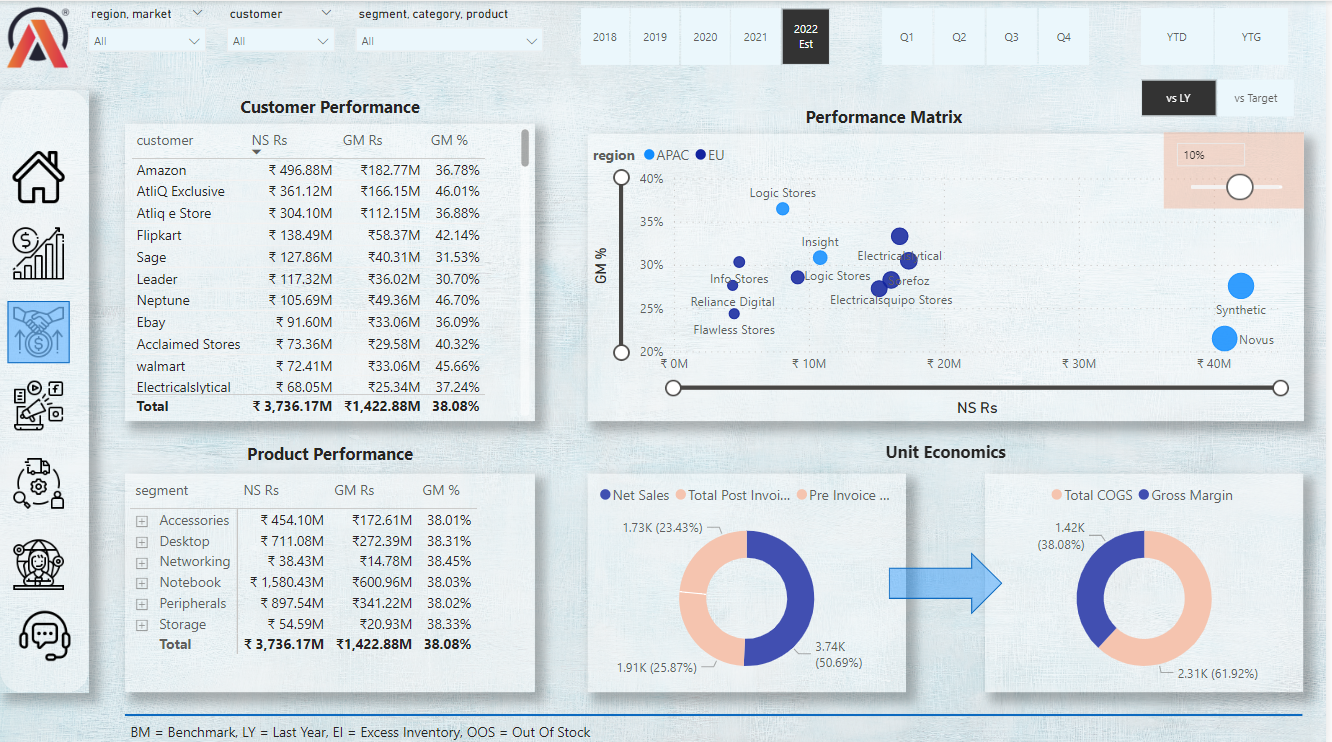 region, market
customer
segment, category, product
All
All
All
2018
2019
2020
2021
2022
Est
Q1
Q2
Q3
Q4
YTD
YTG
vs LY
vs Target
Customer Performance
customer NS Rs GM Rs GM %
Amazon ₹ 496.88M ₹182.77M 36.78%
AtliQ Exclusive ₹ 361.12M ₹166.15M 46.01%
Atliq e Store ₹ 304.10M ₹112.15M 36.88%
Flipkart ₹ 138.49M ₹58.37M 42.14%
Sage ₹ 127.86M ₹40.31M 31.53%
Leader ₹ 117.32M ₹36.02M 30.70%
Neptune ₹ 105.69M ₹49.36M 46.70%
Ebay ₹ 91.60M ₹33.06M 36.09%
Acclaimed Stores ₹ 73.36M ₹29.58M 40.32%
walmart ₹ 72.41M ₹33.06M 45.66%
Electricalslytical ₹ 68.05M ₹25.34M 37.24%
Total ₹ 3,736.17M ₹1,422.88M 38.08%
Performance Matrix
region APAC EU
10%
GM %
40%
35%
30%
25%
20%
Logic Stores
Insight
Info Stores
Logic Stores
Reliance Digital
Flawless Stores
Synthetic
Novus
₹ 0M
₹ 10M
₹ 20M
₹ 30M
₹ 40M
NS Rs
Product Performance
segment NS Rs GM Rs GM %
Accessories ₹ 454.10M ₹172.61M 38.01%
Desktop ₹ 711.08M ₹272.39M 38.31%
Networking ₹ 38.43M ₹14.78M 38.45%
Notebook ₹ 1,580.43M ₹600.96M 38.03%
Peripherals ₹ 897.54M ₹341.22M 38.02%
Storage ₹ 54.59M ₹20.93M 38.33%
Total ₹ 3,736.17M ₹1,422.88M 38.08%
Unit Economics
Net Sales Total Post Invoi... Pre Invoice ...
1.73K (23.43%)
3.74K
(50.69%)
1.91K (25.87%)
Total COGS Gross Margin
1.42K
(38.08%)
2.31K (61.92%)
BM = Benchmark, LY = Last Year, EI = Excess Inventory, OOS = Out Of Stock